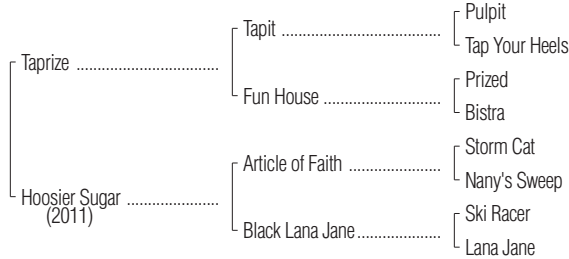 Pulpit
Tapit ........................................
Tap Your Heels
Taprize ....................................
Prized
Fun House ..............................
Bistra
Storm Cat
Article of Faith .......................
Nany's Sweep
Hoosier Sugar .......................
(2011)
Ski Racer
Black Lana Jane.....................
Lana Jane